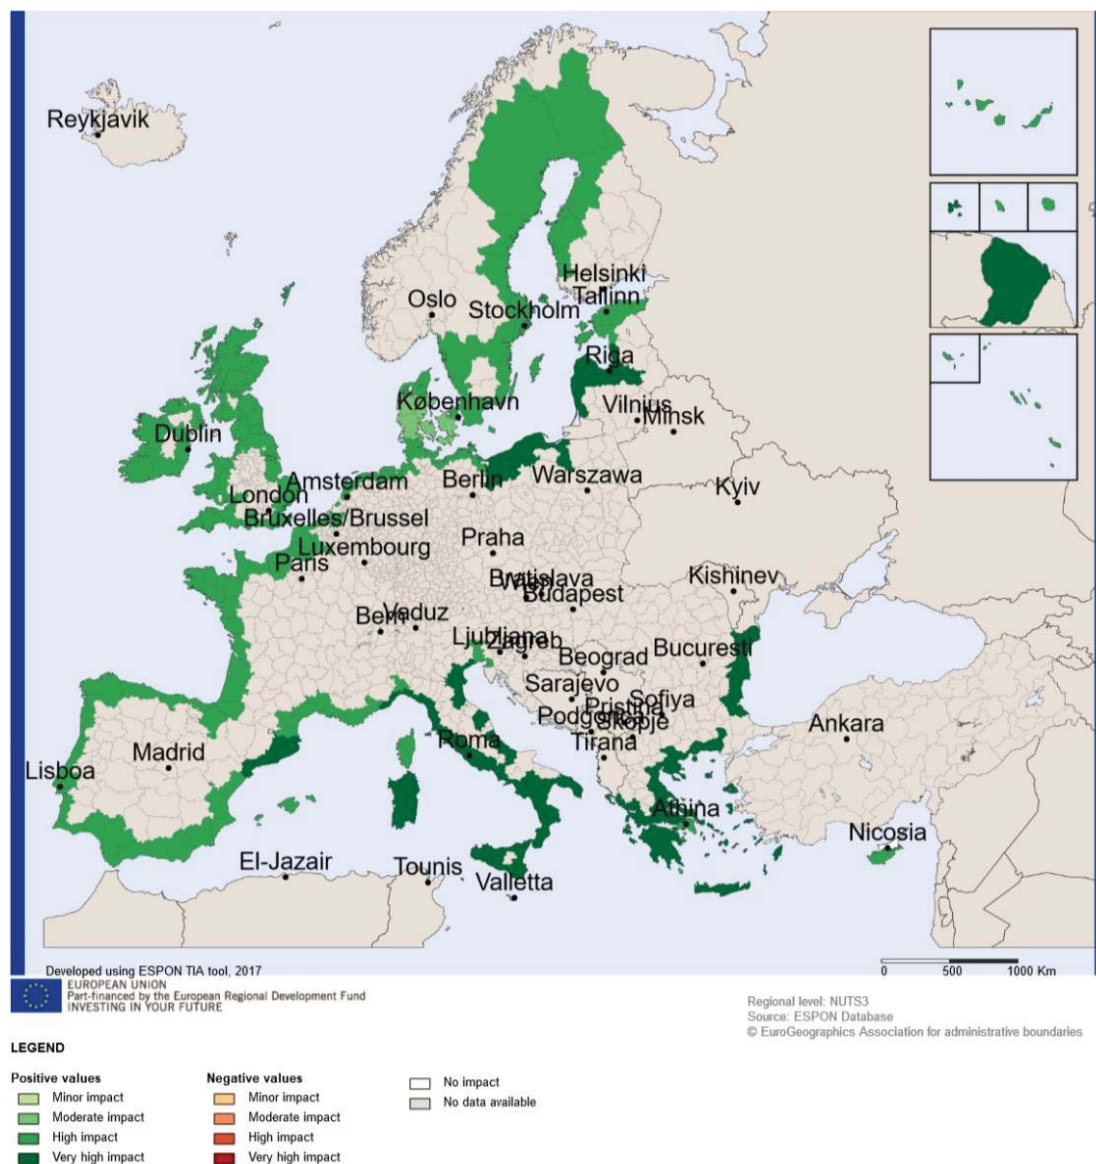 Reykjavik
Helsinki
Tallinn
Oslo
Stockholm
Riga
København
Vilnius
Minsk
Dublin
Amsterdam
Berlin
Warszawa
London
Kyiv
Bruxelles/Brussel
Praha
Luxembourg
Paris
Bratislava
Wien
Kishinev
Budapest
Vaduz
Bern
Ljubljana
Zagreb
Bucuresti
Beograd
Sarajevo
Sofiya
Pristina
Podgorica
Skopje
Ankara
Roma
Tirana
Madrid
Lisboa
Athina
Nicosia
El-Jazair
Tounis
Valletta
Developed using ESPON TIA tool, 2017
0 500 1000 Km
EUROPEAN UNION
Part-financed by the European Regional Development Fund
INVESTING IN YOUR FUTURE
Regional level: NUTS3
Source: ESPON Database
© EuroGeographics Association for administrative boundaries
LEGEND
Positive values
Minor impact
Moderate impact
High impact
Very high impact
Negative values
Minor impact
Moderate impact
High impact
Very high impact
No impact
No data available